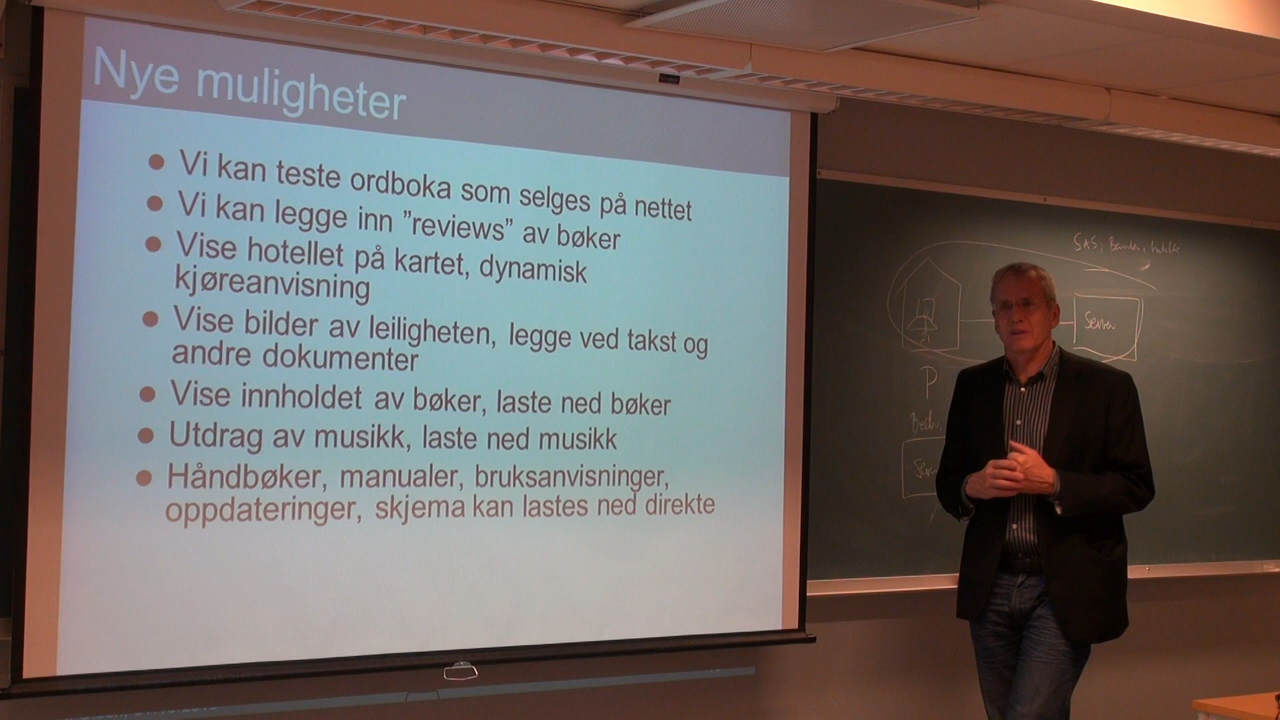 Nye muligheter
• Vi kan teste ordboka som selges på nettet
• Vi kan legge inn ”reviews” av bøker
• Vise hotellet på kartet, dynamisk
kjøreanvisning
• Vise bilder av leiligheten, legge ved takst og
andre dokumenter
• Vise innholdet av bøker, laste ned bøker
• Utdrag av musikk, laste ned musikk
• Håndbøker, manualer, bruksanvisninger,
oppdateringer, skjema kan lastes ned direkte
SAS,
Server
P